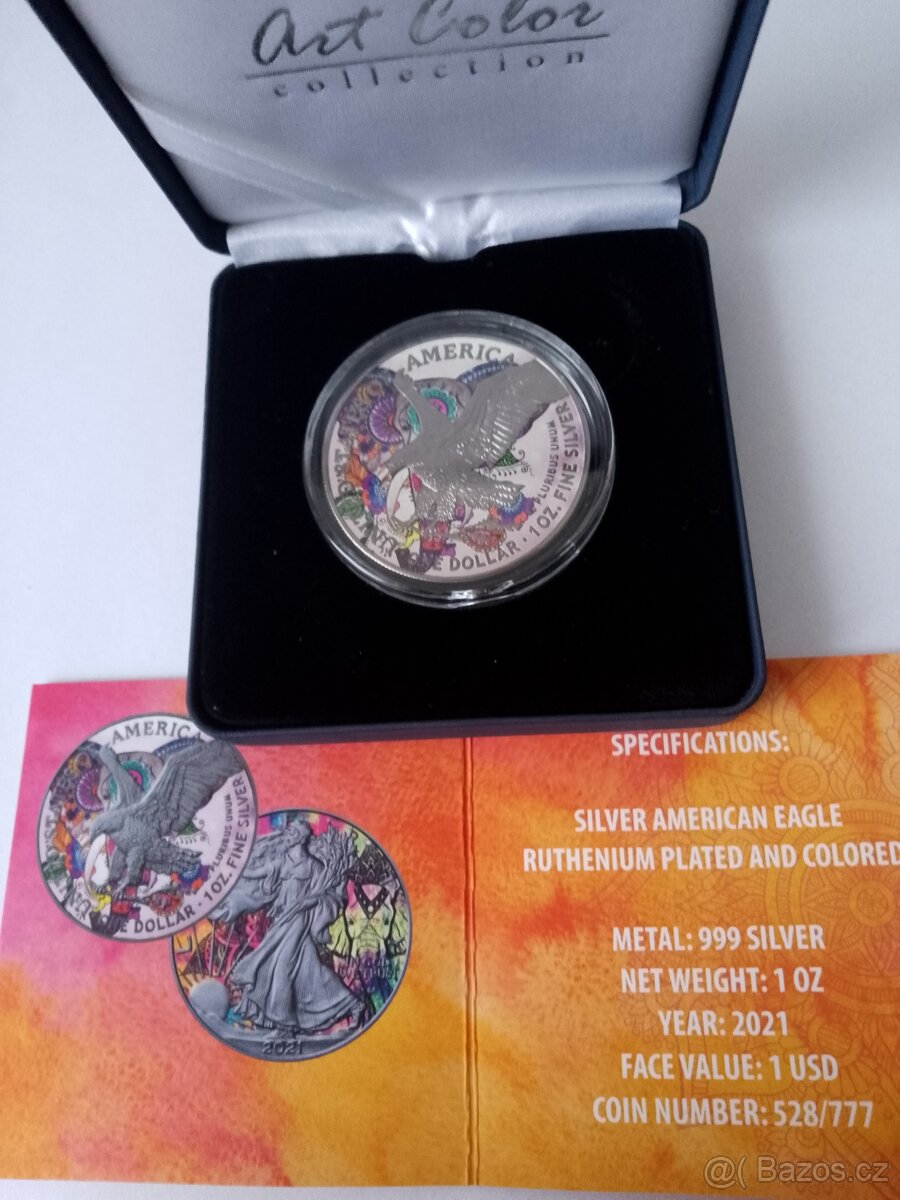 Art Color
collection
AMERICA
PLURIBUS UNUM
DOLLAR · 1 OZ. FINE SILVER
SPECIFICATIONS:
SILVER AMERICAN EAGLE
RUTHENIUM PLATED AND COLORED
METAL: 999 SILVER
NET WEIGHT: 1 OZ
YEAR: 2021
FACE VALUE: 1 USD
COIN NUMBER: 528/777
AMERICA
PLURIBUS UNUM
DOLLAR · 1 OZ. FINE SILVER
2021
@( Bazos.cz